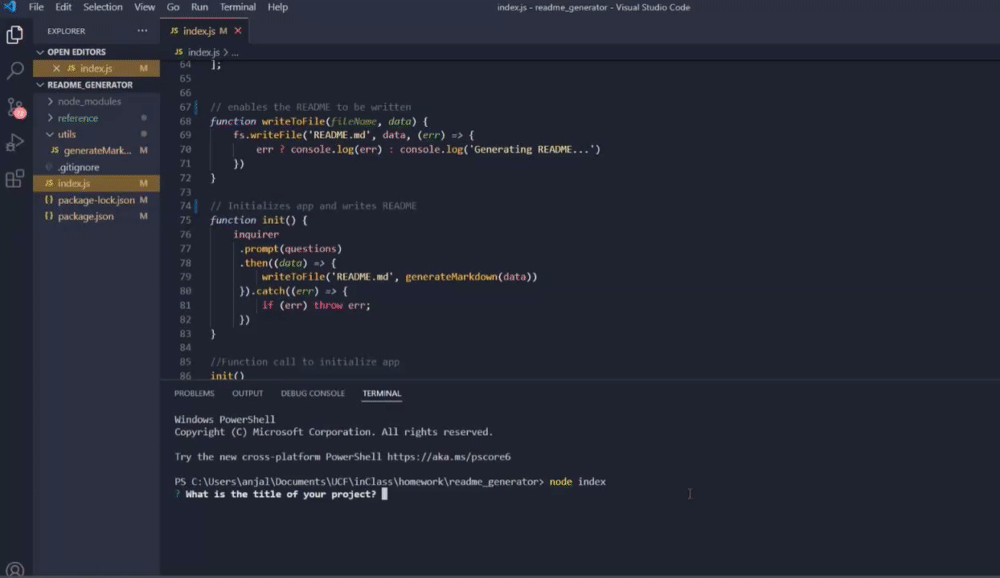 File Edit Selection View Go Run Terminal Help
index.js - readme_generator - Visual Studio Code
EXPLORER ...
OPEN EDITORS
× JS index.js M
README_GENERATOR
node_modules
reference
utils
JS generateMark... M
.gitignore
JS index.js M
{} package-lock.json M
{} package.json M
JS index.js M ×
JS index.js > ...
64 ];
65
66
67 // enables the README to be written
68 function writeToFile(fileName, data) {
69 fs.writeFile('README.md', data, (err) => {
70 err ? console.log(err) : console.log('Generating README...')
71 })
72 }
73
74 // Initializes app and writes README
75 function init() {
76 inquirer
77 .prompt(questions)
78 .then((data) => {
79 writeToFile('README.md', generateMarkdown(data))
80 }).catch((err) => {
81 if (err) throw err;
82 })
83 }
84
85 //Function call to initialize app
86 init()
PROBLEMS OUTPUT DEBUG CONSOLE TERMINAL
Windows PowerShell
Copyright (C) Microsoft Corporation. All rights reserved.
Try the new cross-platform PowerShell https://aka.ms/pscore6
PS C:\Users\anjal\Documents\UCF\inClass\homework\readme_generator> node index
? What is the title of your project?